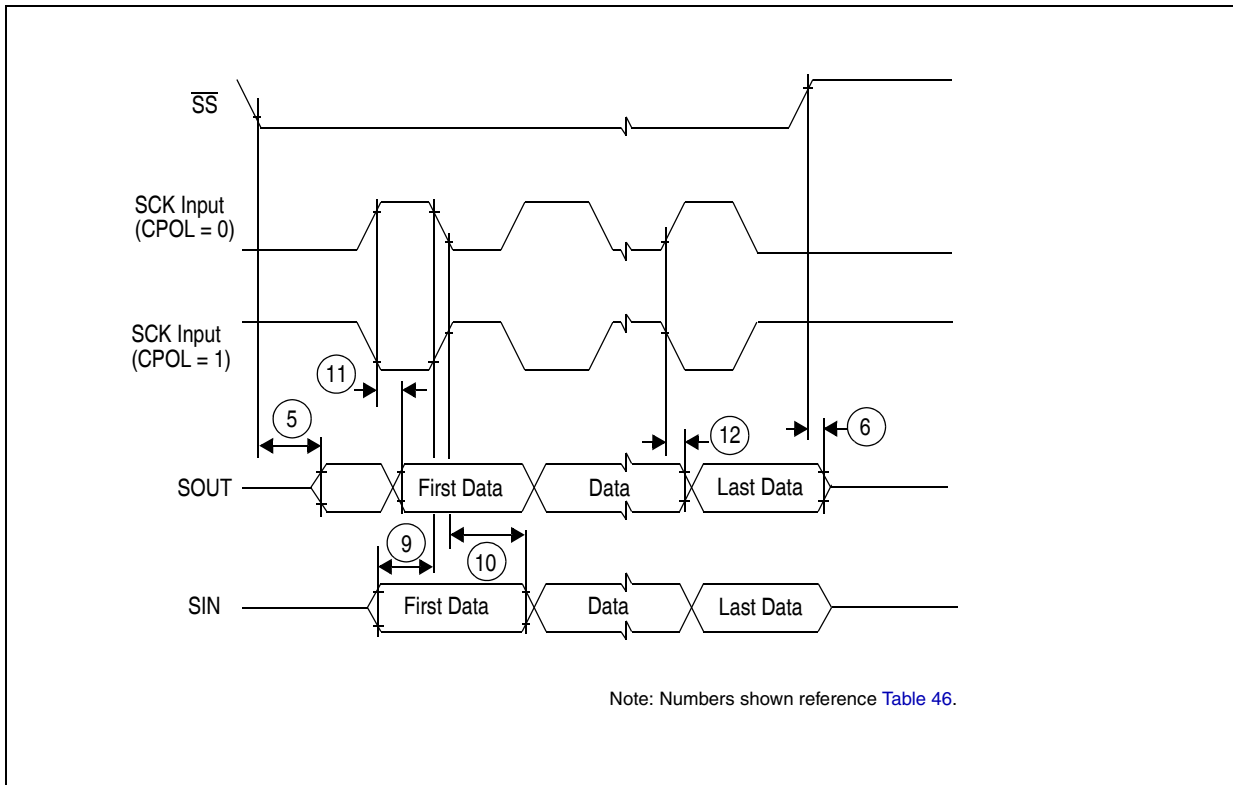 SS
SCK Input
(CPOL = 0)
SCK Input
(CPOL = 1)
11
5
12
6
SOUT
First Data
Data
Last Data
9
10
SIN
First Data
Data
Last Data
Note: Numbers shown reference Table 46.